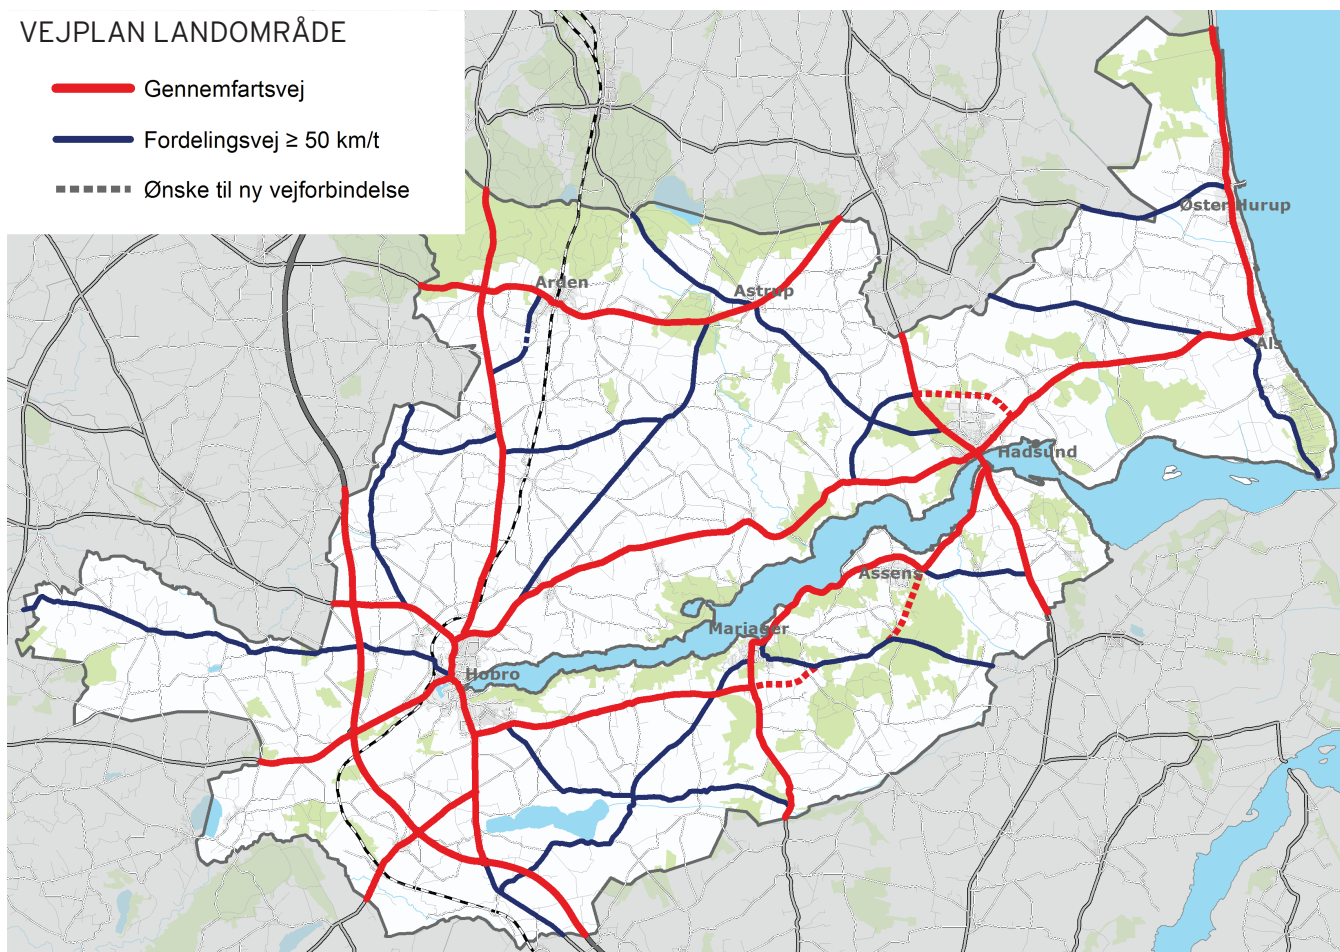 VEJPLAN LANDOMRÅDE
Gennemfartsvej
Fordelingsvej ≥ 50 km/t
Ønske til ny vejforbindelse
Øster Hurup
Arden
Astrup
Als
Hadsund
Assens
Mariager
Hobro